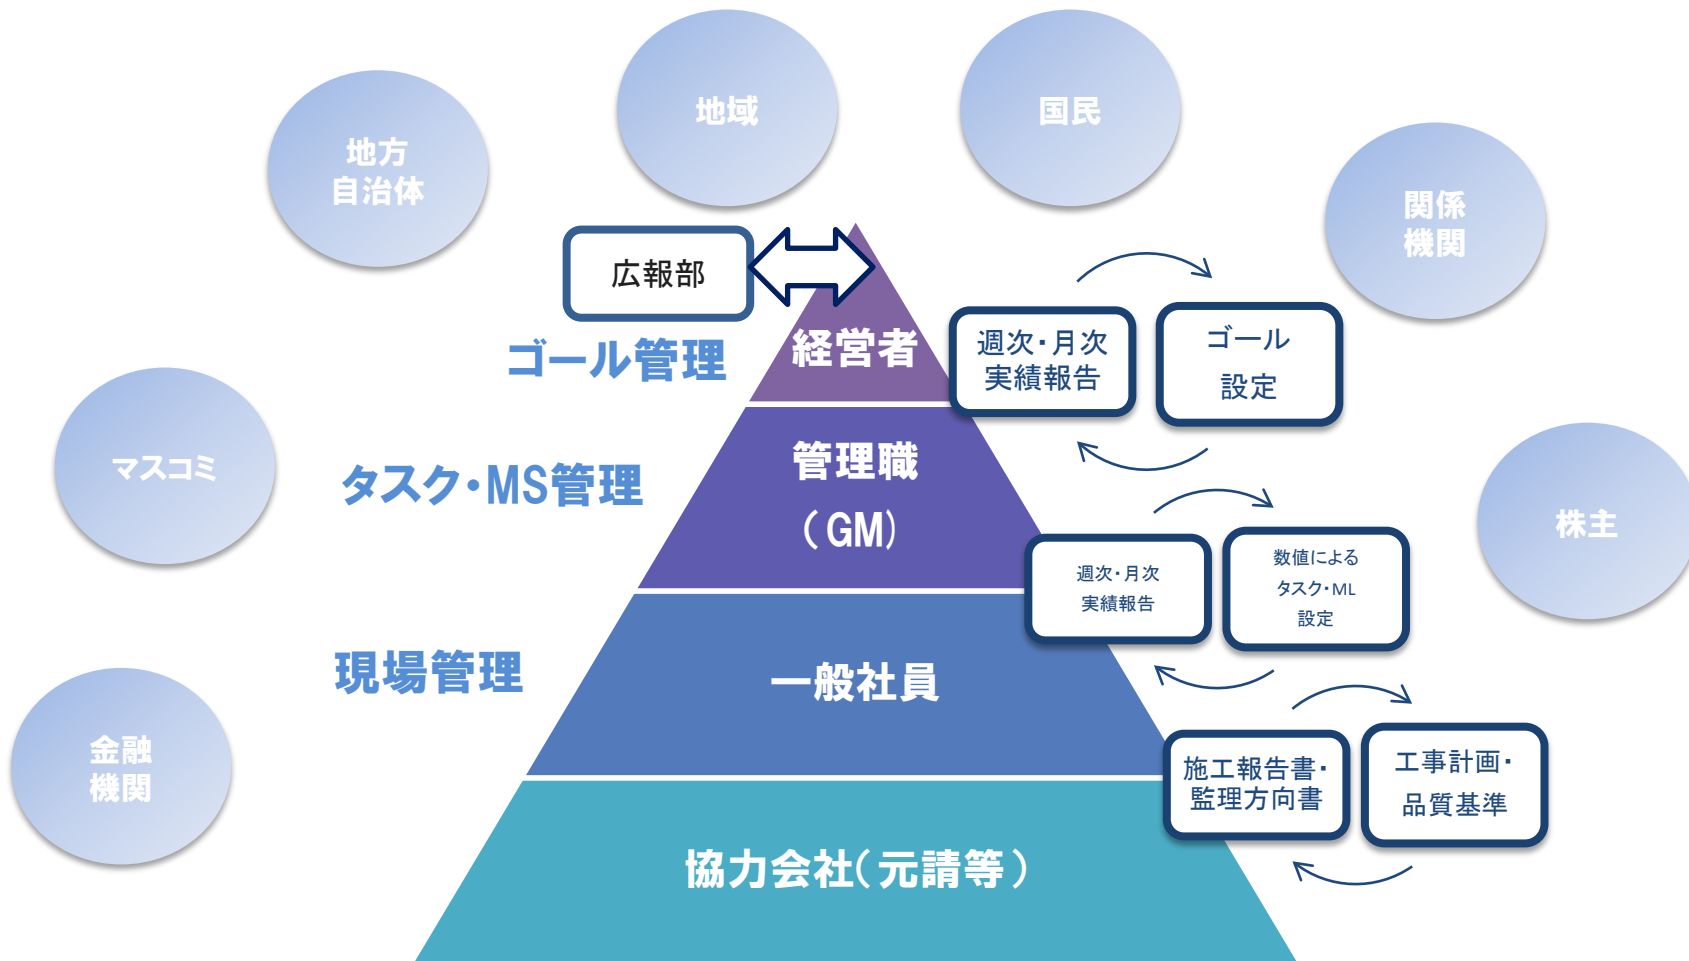 地域
国民
地方
自治体
関係
機関
広報部
ゴール管理
経営者
週次・月次
実績報告
ゴール
設定
マスコミ
タスク・MS管理
管理職
（GM）
株主
週次・月次
実績報告
数値による
タスク・ML
設定
現場管理
一般社員
金融
機関
施工報告書・
監理方向書
工事計画・
品質基準
協力会社（元請等）